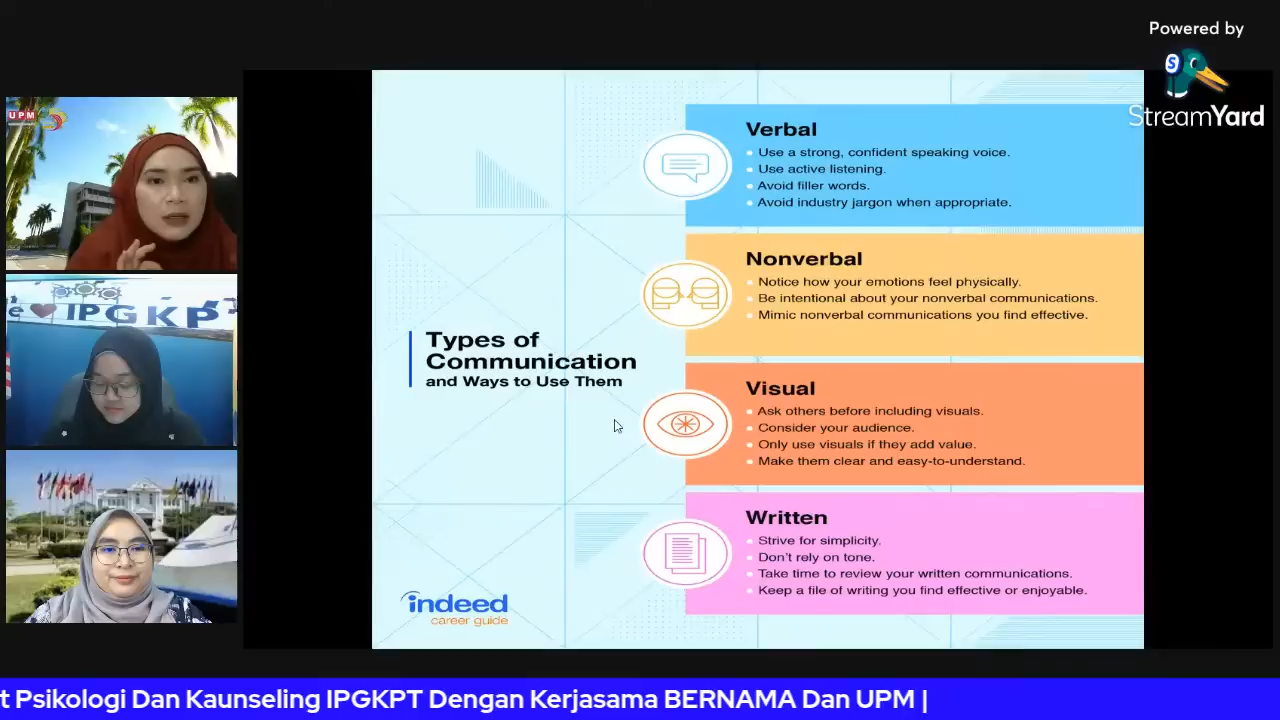 Powered by
S
StreamYard
UPM
e ❤ IPGKP
Types of
Communication
and Ways to Use Them
indeed
career guide
Verbal
Use a strong, confident speaking voice.
Use active listening.
Avoid filler words.
Avoid industry jargon when appropriate.
Nonverbal
Notice how your emotions feel physically.
Be intentional about your nonverbal communications.
Mimic nonverbal communications you find effective.
Visual
Ask others before including visuals.
Consider your audience.
Only use visuals if they add value.
Make them clear and easy-to-understand.
Written
Strive for simplicity.
Don't rely on tone.
Take time to review your written communications.
Keep a file of writing you find effective or enjoyable.
t Psikologi Dan Kaunseling IPGKPT Dengan Kerjasama BERNAMA Dan UPM |